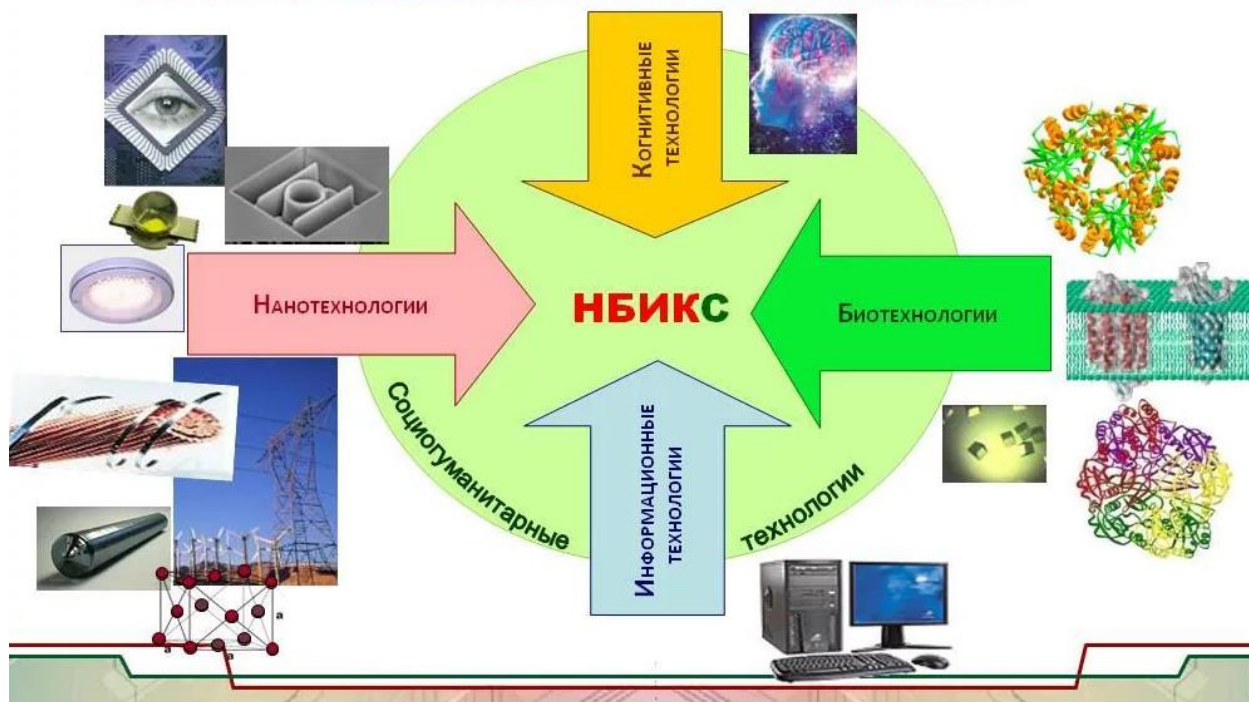 Когнитивные
технологии
Нанотехнологии
НБИКС
Биотехнологии
Социогуманитарные
технологии
Информационные
технологии
a
a
a